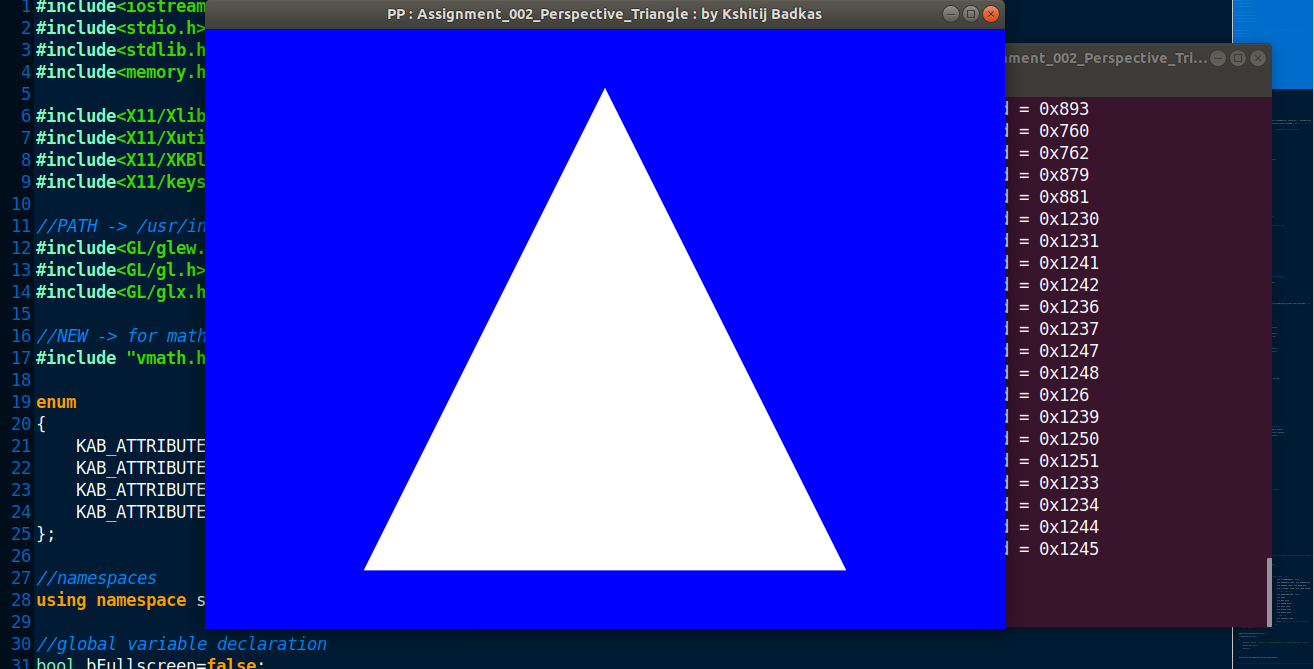 PP : Assignment_002_Perspective_Triangle : by Kshitij Badkas
1 #include<iostream
2 #include<stdio.h>
3 #include<stdlib.h
4 #include<memory.h
5
6 #include<X11/Xlib
7 #include<X11/Xuti
8 #include<X11/XKBl
9 #include<X11/keys
10
11 //PATH -> /usr/in
12 #include<GL/glew.
13 #include<GL/gl.h>
14 #include<GL/glx.h
15
16 //NEW -> for math
17 #include "vmath.h
18
19 enum
20 {
21 KAB_ATTRIBUTE
22 KAB_ATTRIBUTE
23 KAB_ATTRIBUTE
24 KAB_ATTRIBUTE
25 };
26
27 //namespaces
28 using namespace s
29
30 //global variable declaration
31 bool bFullscreen=false;
nment_002_Perspective_Tri...
d = 0x893
d = 0x760
d = 0x762
d = 0x879
d = 0x881
d = 0x1230
d = 0x1231
d = 0x1241
d = 0x1242
d = 0x1236
d = 0x1237
d = 0x1247
d = 0x1248
d = 0x126
d = 0x1239
d = 0x1250
d = 0x1251
d = 0x1233
d = 0x1234
d = 0x1244
d = 0x1245